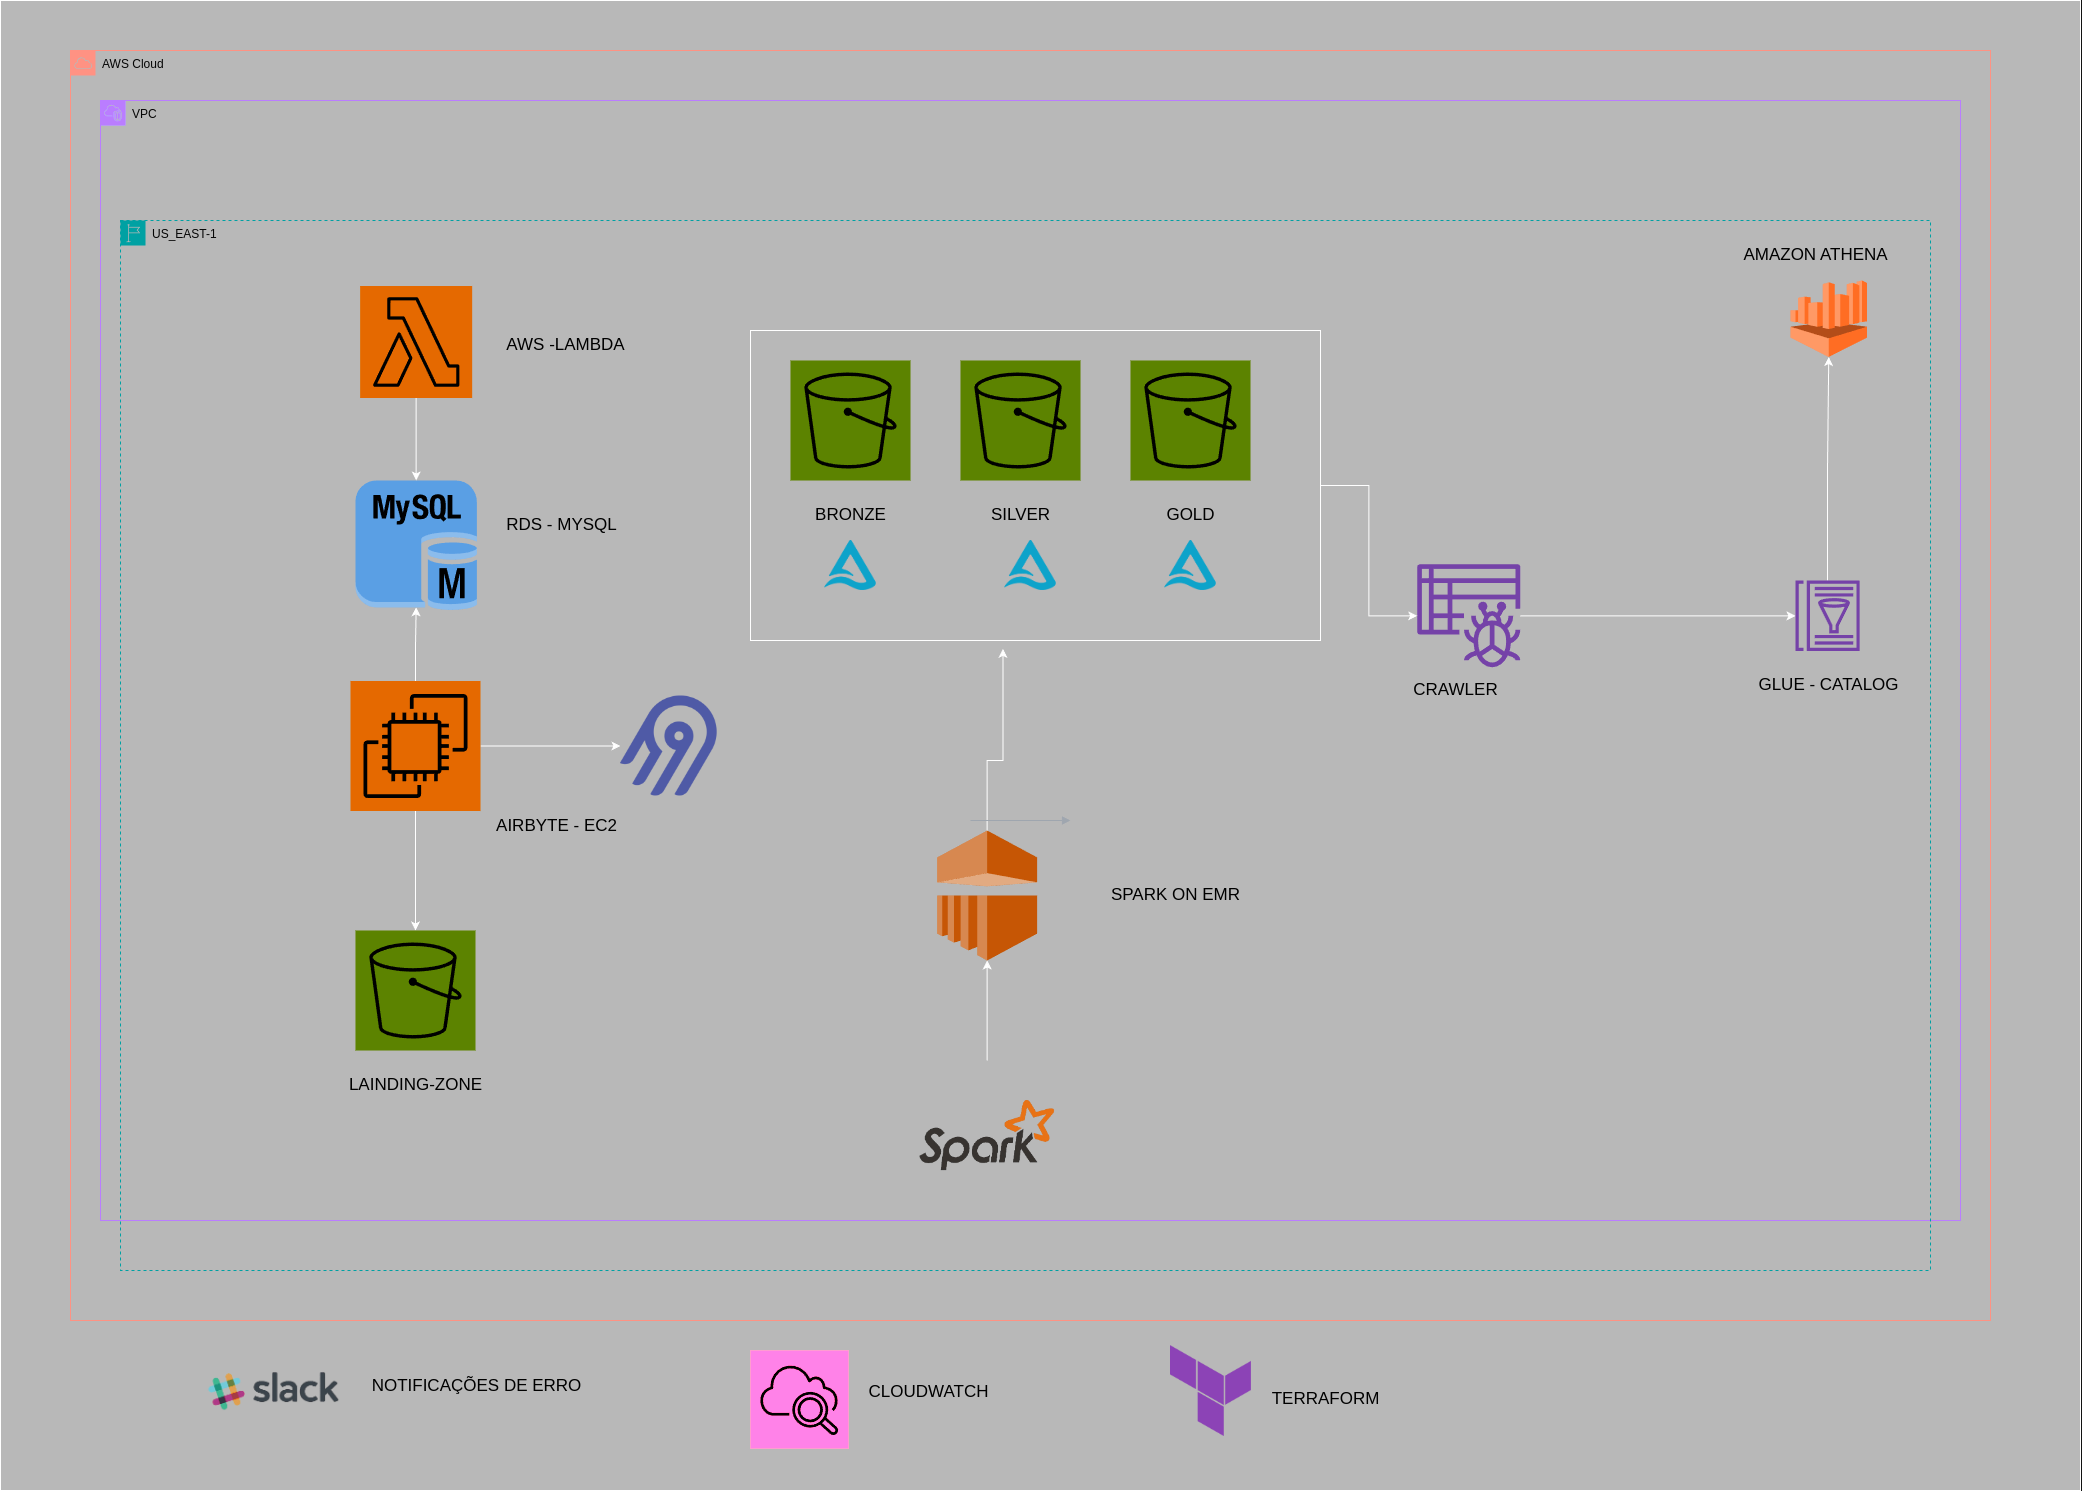 AWS Cloud
VPC
US_EAST-1
AMAZON ATHENA
AWS -LAMBDA
MySQL
RDS - MYSQL
M
BRONZE
SILVER
GOLD
CRAWLER
GLUE - CATALOG
AIRBYTE - EC2
SPARK ON EMR
LAINDING-ZONE
Spark
slack
NOTIFICAÇÕES DE ERRO
CLOUDWATCH
TERRAFORM